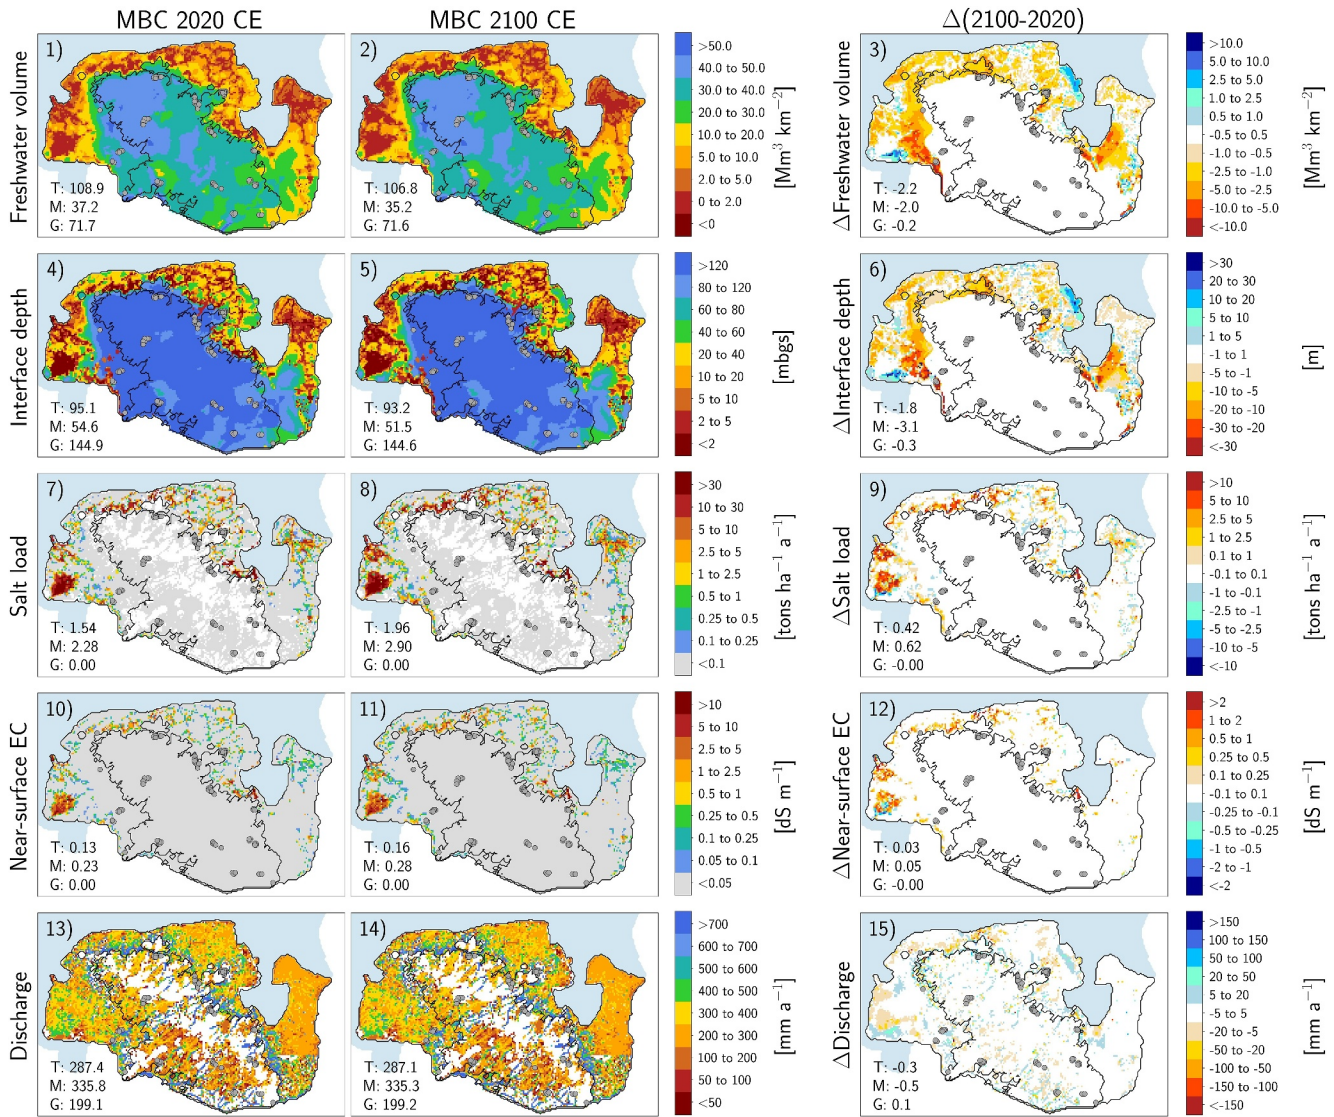 MBC 2020 CE
MBC 2100 CE
Δ(2100-2020)
Freshwater volume
1)
T: 108.9
M: 37.2
G: 71.7
2)
T: 106.8
M: 35.2
G: 71.6
>50.0
40.0 to 50.0
30.0 to 40.0
20.0 to 30.0
10.0 to 20.0
5.0 to 10.0
2.0 to 5.0
0 to 2.0
<0
[Mm³ km⁻²]
ΔFreshwater volume
3)
T: -2.2
M: -2.0
G: -0.2
>10.0
5.0 to 10.0
2.5 to 5.0
1.0 to 2.5
0.5 to 1.0
-0.5 to 0.5
-1.0 to -0.5
-2.5 to -1.0
-5.0 to -2.5
-10.0 to -5.0
<-10.0
[Mm³ km⁻²]
Interface depth
4)
T: 95.1
M: 54.6
G: 144.9
5)
T: 93.2
M: 51.5
G: 144.6
>120
80 to 120
60 to 80
40 to 60
20 to 40
10 to 20
5 to 10
2 to 5
<2
[mbgs]
ΔInterface depth
6)
T: -1.8
M: -3.1
G: -0.3
>30
20 to 30
10 to 20
5 to 10
1 to 5
-1 to 1
-5 to -1
-10 to -5
-20 to -10
-30 to -20
<-30
[m]
Salt load
7)
T: 1.54
M: 2.28
G: 0.00
8)
T: 1.96
M: 2.90
G: 0.00
>30
10 to 30
5 to 10
2.5 to 5
1 to 2.5
0.5 to 1
0.25 to 0.5
0.1 to 0.25
<0.1
[tons ha⁻¹ a⁻¹]
ΔSalt load
9)
T: 0.42
M: 0.62
G: -0.00
>10
5 to 10
2.5 to 5
1 to 2.5
0.1 to 1
-0.1 to 0.1
-1 to -0.1
-2.5 to -1
-5 to -2.5
-10 to -5
<-10
[tons ha⁻¹ a⁻¹]
Near-surface EC
10)
T: 0.13
M: 0.23
G: 0.00
11)
T: 0.16
M: 0.28
G: 0.00
>10
5 to 10
2.5 to 5
1 to 2.5
0.5 to 1
0.25 to 0.5
0.1 to 0.25
0.05 to 0.1
<0.05
[dS m⁻¹]
ΔNear-surface EC
12)
T: 0.03
M: 0.05
G: -0.00
>2
1 to 2
0.5 to 1
0.25 to 0.5
0.1 to 0.25
-0.1 to 0.1
-0.25 to -0.1
-0.5 to -0.25
-1 to -0.5
-2 to -1
<-2
[dS m⁻¹]
Discharge
13)
T: 287.4
M: 335.8
G: 199.1
14)
T: 287.1
M: 335.3
G: 199.2
>700
600 to 700
500 to 600
400 to 500
300 to 400
200 to 300
100 to 200
50 to 100
<50
[mm a⁻¹]
ΔDischarge
15)
T: -0.3
M: -0.5
G: 0.1
>150
100 to 150
50 to 100
20 to 50
5 to 20
-5 to 5
-20 to -5
-50 to -20
-100 to -50
-150 to -100
<-150
[mm a⁻¹]